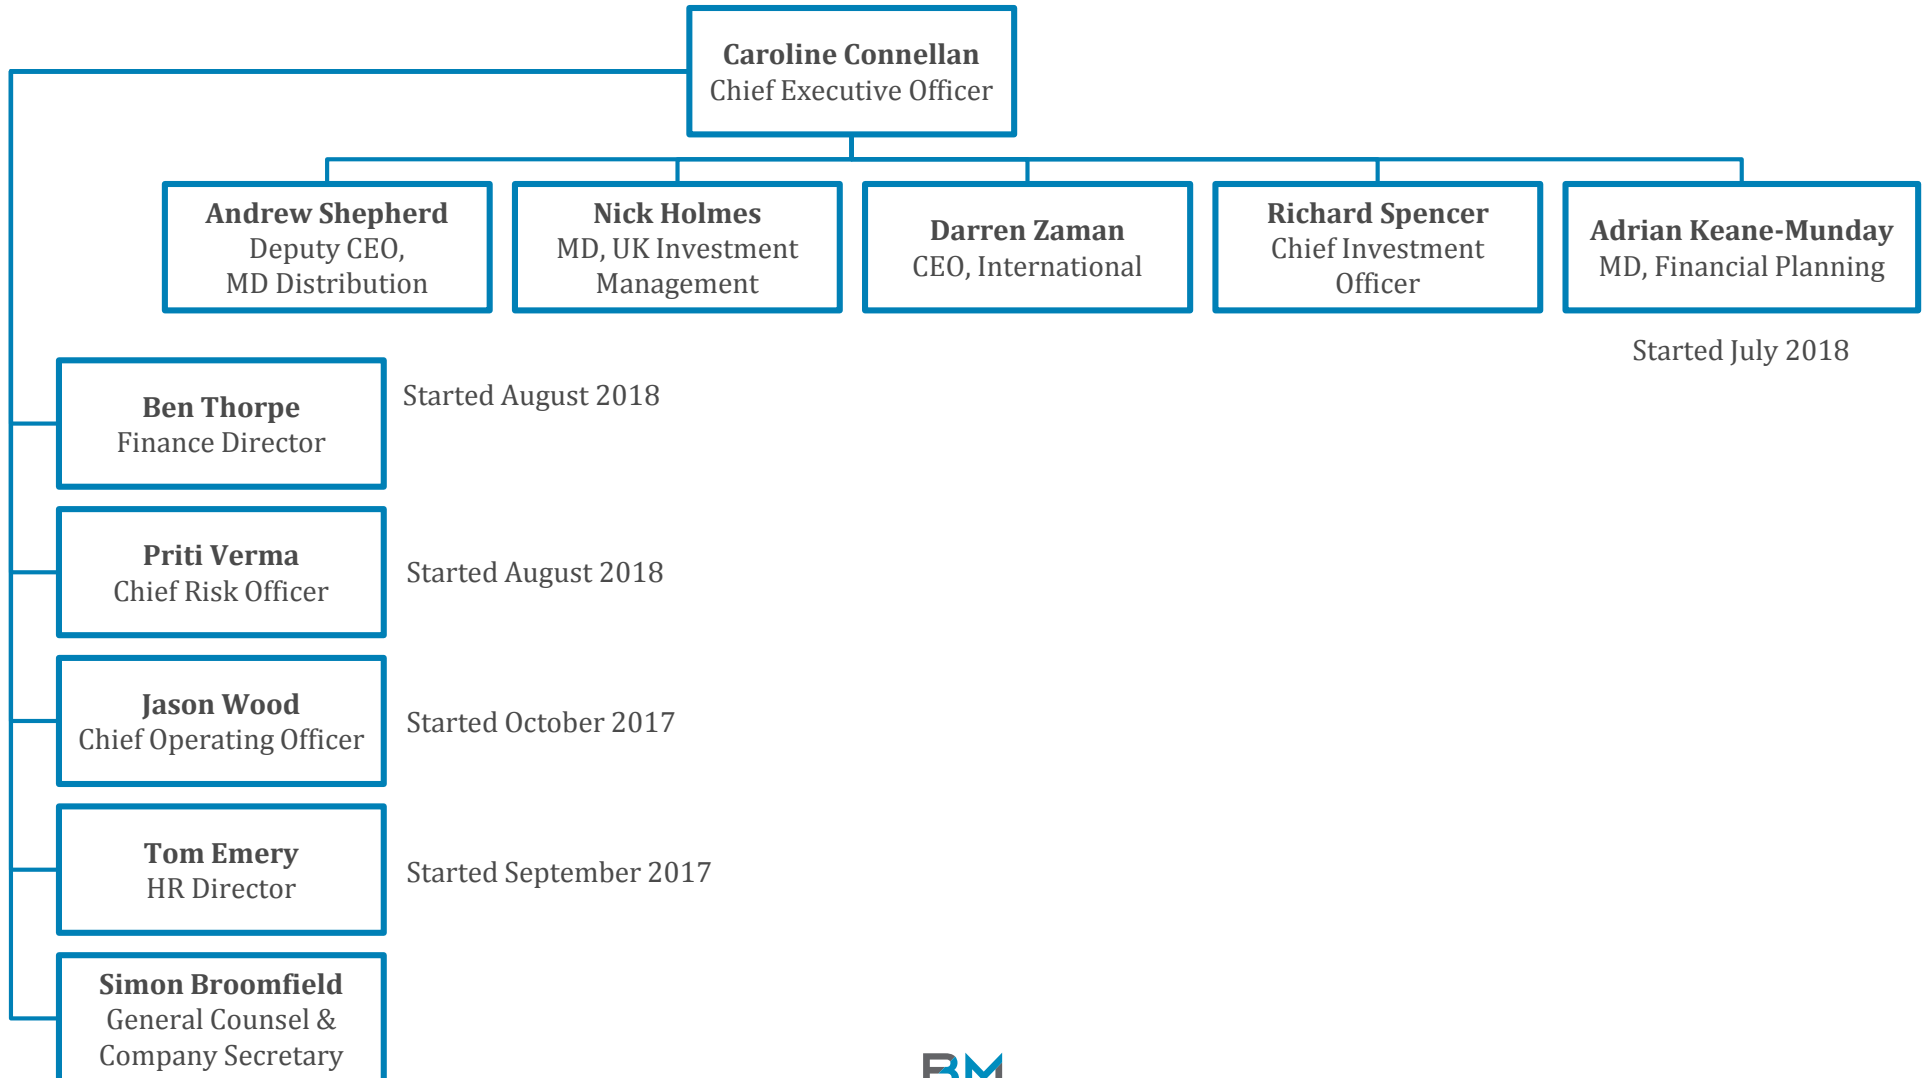 Caroline Connellan
Chief Executive Officer
Andrew Shepherd
Deputy CEO,
MD Distribution
Nick Holmes
MD, UK Investment
Management
Darren Zaman
CEO, International
Richard Spencer
Chief Investment
Officer
Adrian Keane-Munday
MD, Financial Planning
Started July 2018
Ben Thorpe
Finance Director
Started August 2018
Priti Verma
Chief Risk Officer
Started August 2018
Jason Wood
Chief Operating Officer
Started October 2017
Tom Emery
HR Director
Started September 2017
Simon Broomfield
General Counsel &
Company Secretary
BM